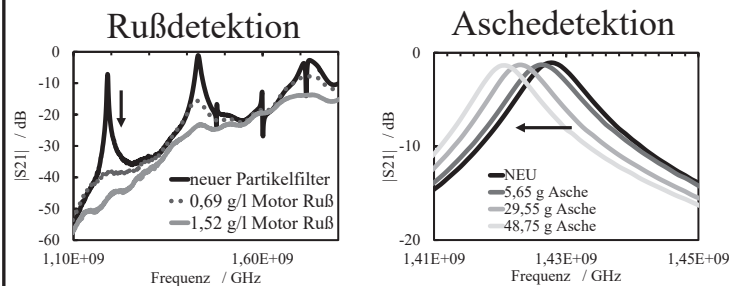 Rußdetektion
0
-10
-20
-30
-40
-50
-60
|S21| / dB
neuer Partikelfilter
0,69 g/l Motor Ruß
1,52 g/l Motor Ruß
1,10E+09 1,60E+09
Frequenz / GHz
Aschedetektion
0
-10
-20
|S21| / dB
NEU
5,65 g Asche
29,55 g Asche
48,75 g Asche
1,41E+09 1,43E+09 1,45E+09
Frequenz / GHz